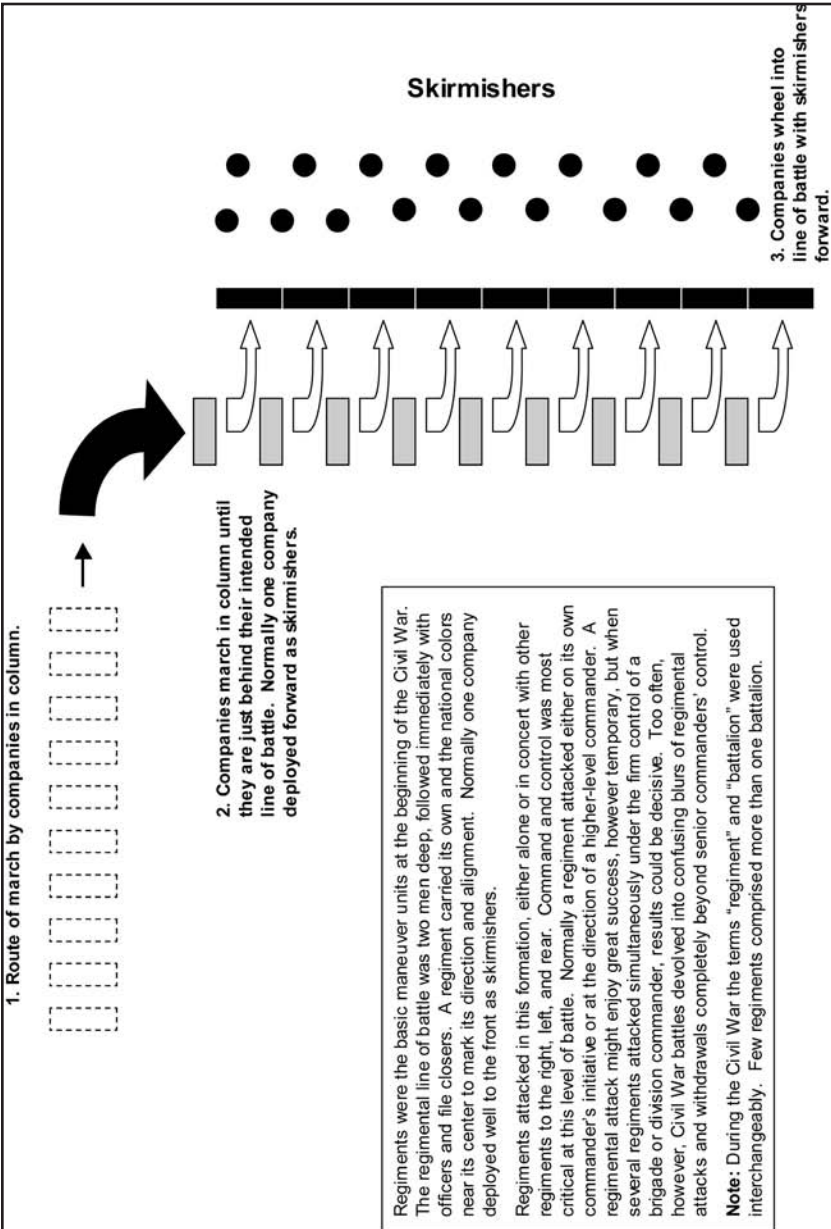 1. Route of march by companies in column.
2. Companies march in column until
they are just behind their intended
line of battle. Normally one company
deployed forward as skirmishers.
Skirmishers
3. Companies wheel into
line of battle with skirmishers
forward.
Regiments were the basic maneuver units at the beginning of the Civil War.
The regimental line of battle was two men deep, followed immediately with
officers and file closers. A regiment carried its own and the national colors
near its center to mark its direction and alignment. Normally one company
deployed well to the front as skirmishers.
Regiments attacked in this formation, either alone or in concert with other
regiments to the right, left, and rear. Command and control was most
critical at this level of battle. Normally a regiment attacked either on its own
commander's initiative or at the direction of a higher-level commander. A
regimental attack might enjoy great success, however temporary, but when
several regiments attacked simultaneously under the firm control of a
brigade or division commander, results could be decisive. Too often,
however, Civil War battles devolved into confusing blurs of regimental
attacks and withdrawals completely beyond senior commanders' control.
Note: During the Civil War the terms "regiment" and "battalion" were used
interchangeably. Few regiments comprised more than one battalion.